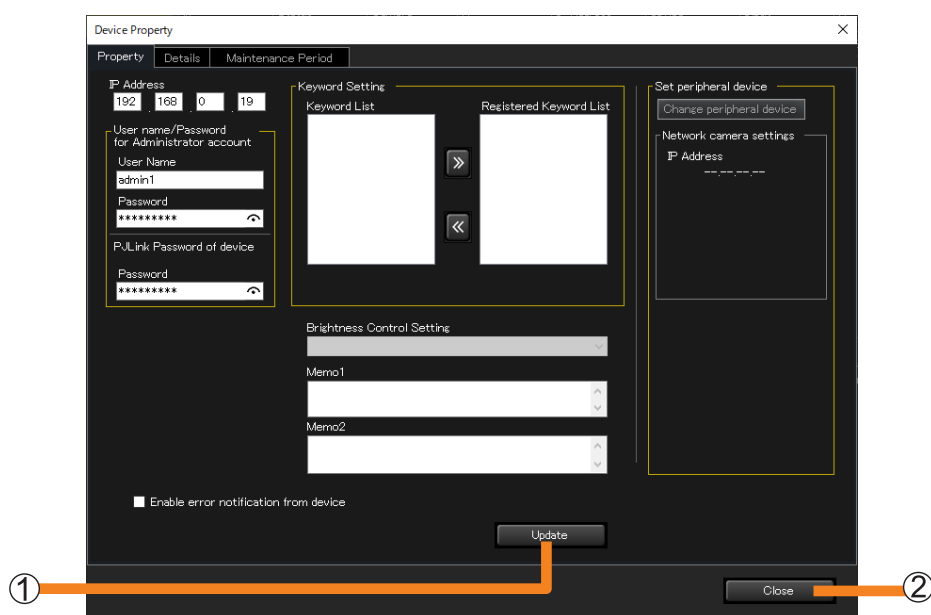 Device Property
Property Details Maintenance Period
IP Address
192 . 168 . 0 . 19
User name/Password
for Administrator account
User Name
admin1
Password
*********
PJLink Password of device
Password
*********
Keyword Setting
Keyword List
Registered Keyword List
Brightness Control Setting
Memo1
Memo2
Set peripheral device
Change peripheral device
Network camera settings
IP Address
--.--.--.--
Enable error notification from device
Update
Close
①
②